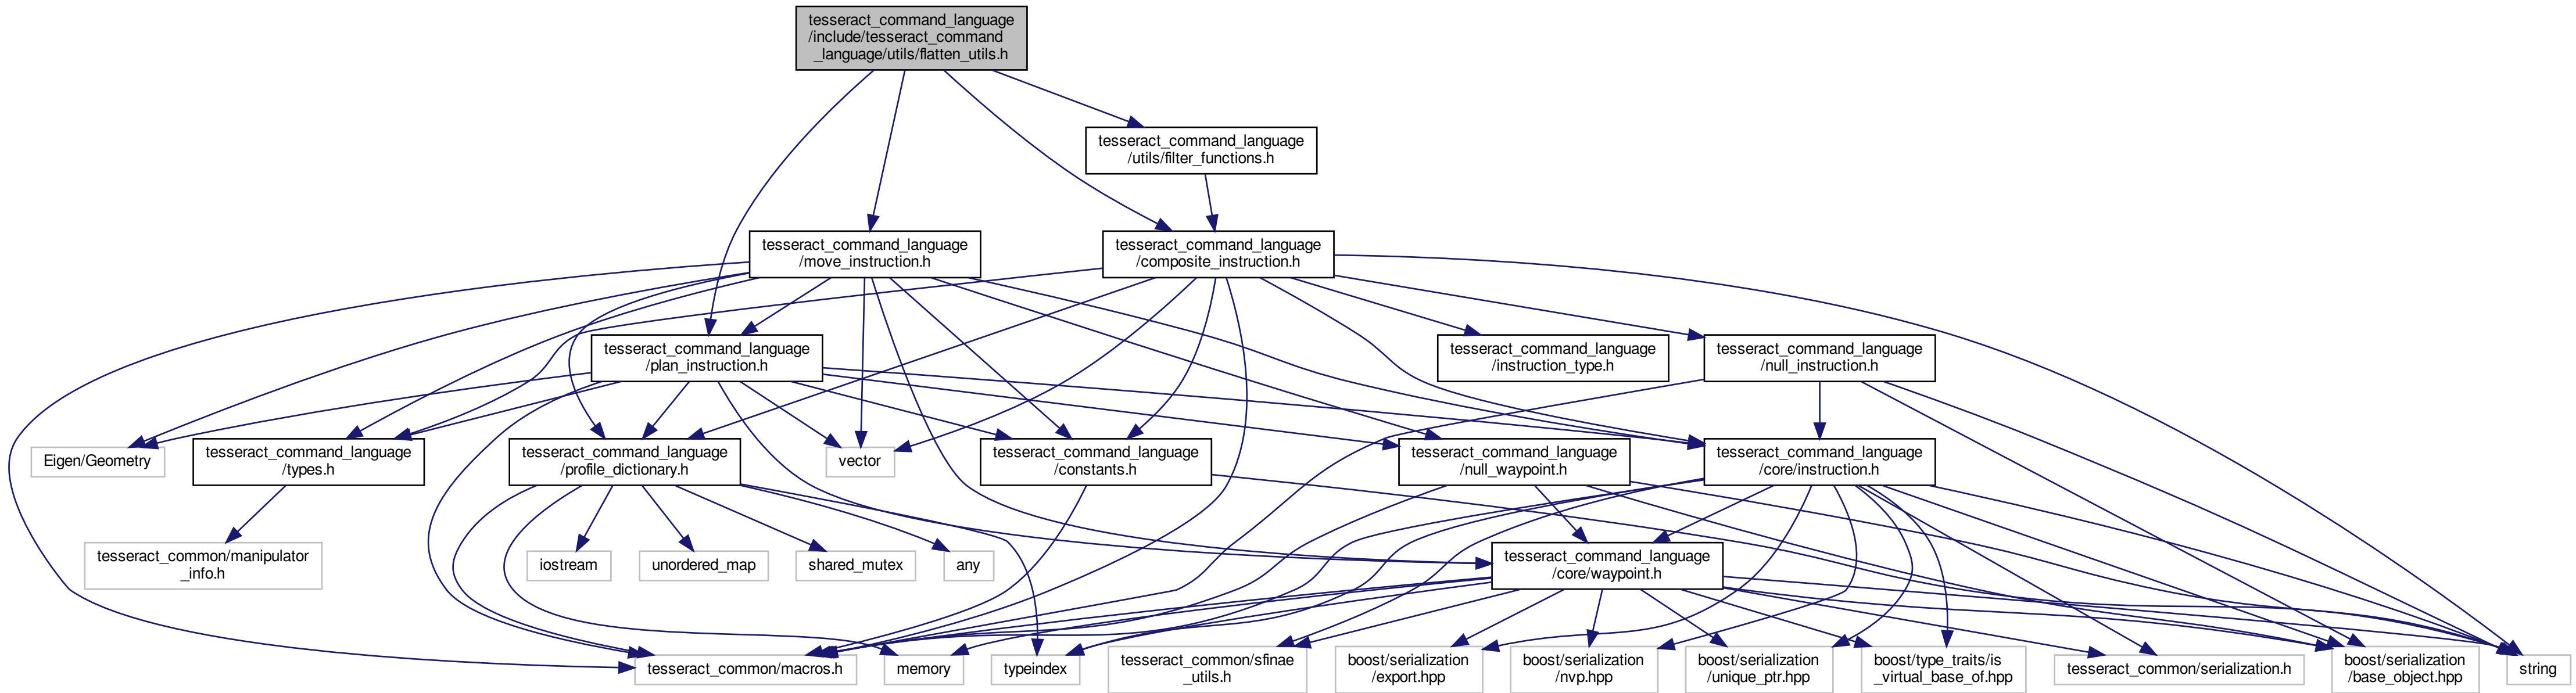 tesseract_command_language
/include/tesseract_command
_language/utils/flatten_utils.h
tesseract_command_language
/utils/filter_functions.h
tesseract_command_language
/move_instruction.h
tesseract_command_language
/composite_instruction.h
tesseract_command_language
/plan_instruction.h
tesseract_command_language
/instruction_type.h
tesseract_command_language
/null_instruction.h
Eigen/Geometry
tesseract_command_language
/types.h
tesseract_command_language
/profile_dictionary.h
vector
tesseract_command_language
/constants.h
tesseract_command_language
/null_waypoint.h
tesseract_command_language
/core/instruction.h
tesseract_common/manipulator
_info.h
iostream
unordered_map
shared_mutex
any
tesseract_command_language
/core/waypoint.h
tesseract_common/macros.h
memory
typeindex
tesseract_common/sfinae
_utils.h
boost/serialization
/export.hpp
boost/serialization
/nvp.hpp
boost/serialization
/unique_ptr.hpp
boost/type_traits/is
_virtual_base_of.hpp
tesseract_common/serialization.h
boost/serialization
/base_object.hpp
string